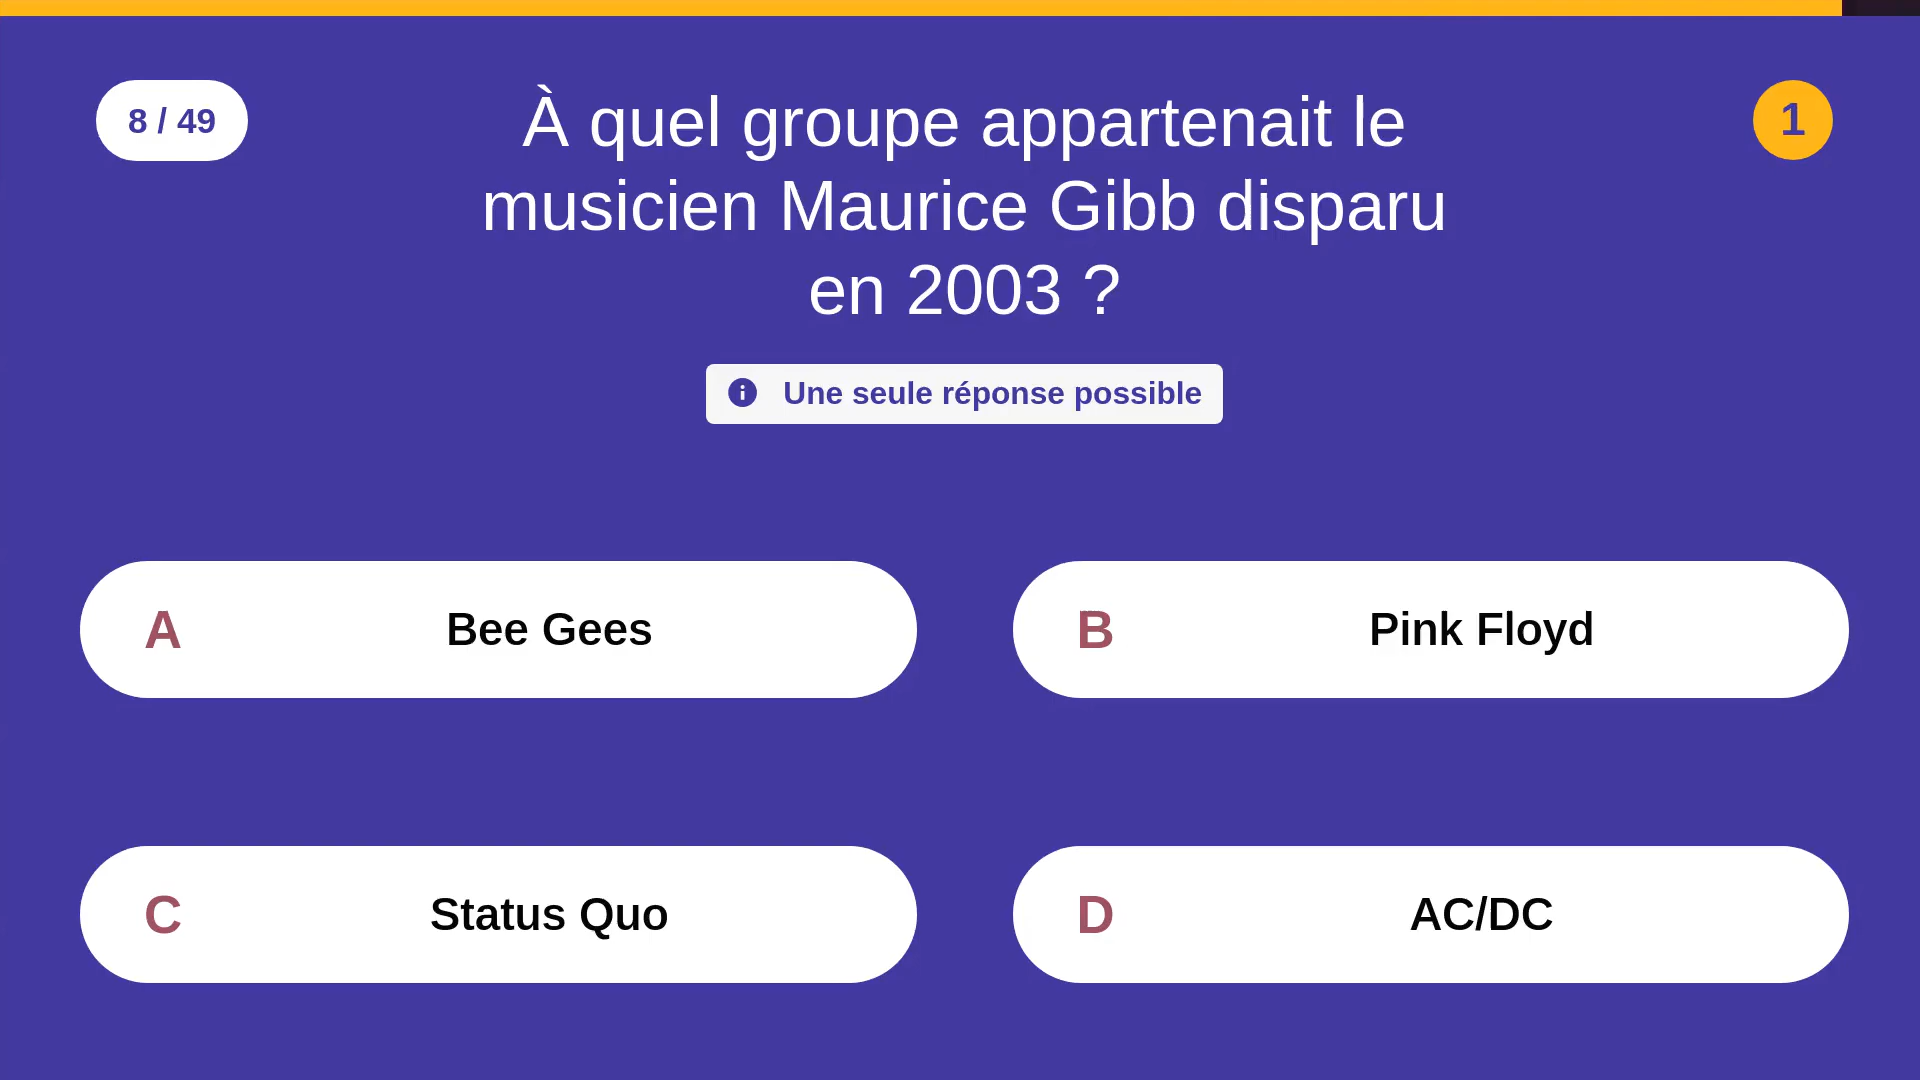 8 / 49
À quel groupe appartenait le
musicien Maurice Gibb disparu
en 2003 ?
1
Une seule réponse possible
A Bee Gees
B Pink Floyd
C Status Quo
D AC/DC